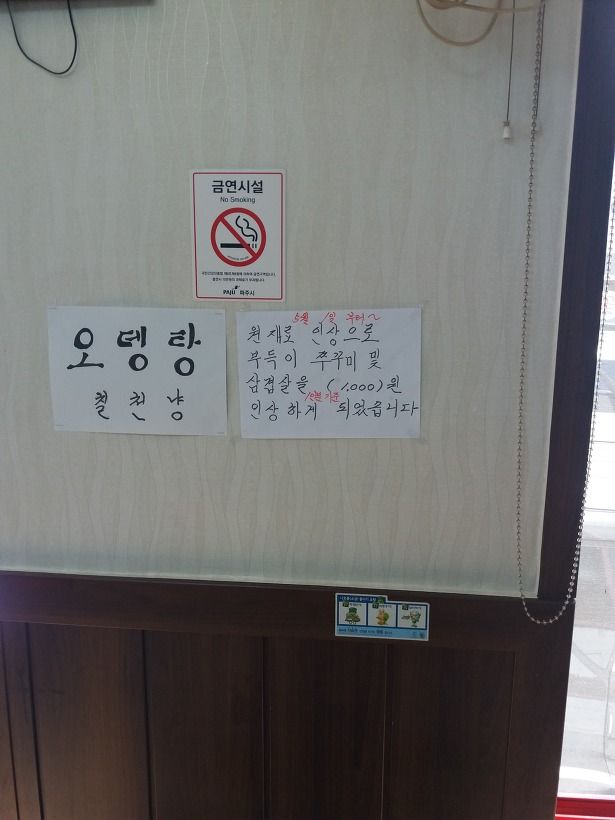 금연시설
No Smoking
PAJU 파주시
오뎅탕
칠천냥
5월 1일 부터~
원재료 인상으로
부득이 쭈꾸미 및
삼겹살을 (1,000)원
1인분 기준
인상하게 되었읍니다